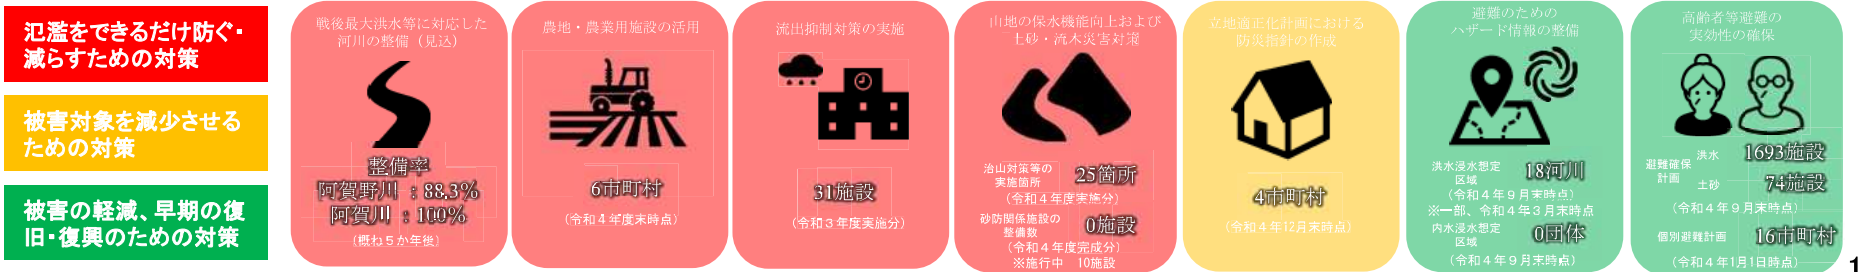 氾濫をできるだけ防ぐ・
減らすための対策
被害対象を減少させる
ための対策
被害の軽減、早期の復
旧・復興のための対策
戦後最大洪水等に対応した
河川の整備（見込）
整備率
阿賀野川：88.3%
阿賀川：100%
（概ね５か年後）
農地・農業用施設の活用
6市町村
（令和４年度末時点）
流出抑制対策の実施
31施設
（令和３年度実施分）
山地の保水機能向上および
土砂・流木災害対策
治山対策等の
実施箇所
25箇所
（令和４年度実施分）
砂防関係施設の
整備数
0施設
（令和４年度完成分）
※施行中　10施設
立地適正化計画における
防災指針の作成
4市町村
（令和４年12月末時点）
避難のための
ハザード情報の整備
洪水浸水想定
区域
18河川
（令和４年９月末時点）
※一部、令和４年３月末時点
内水浸水想定
区域
0団体
（令和４年９月末時点）
高齢者等避難の
実効性の確保
避難確保
計画
洪水
1693施設
土砂
74施設
（令和４年９月末時点）
個別避難計画
16市町村
（令和４年1月1日時点）
1